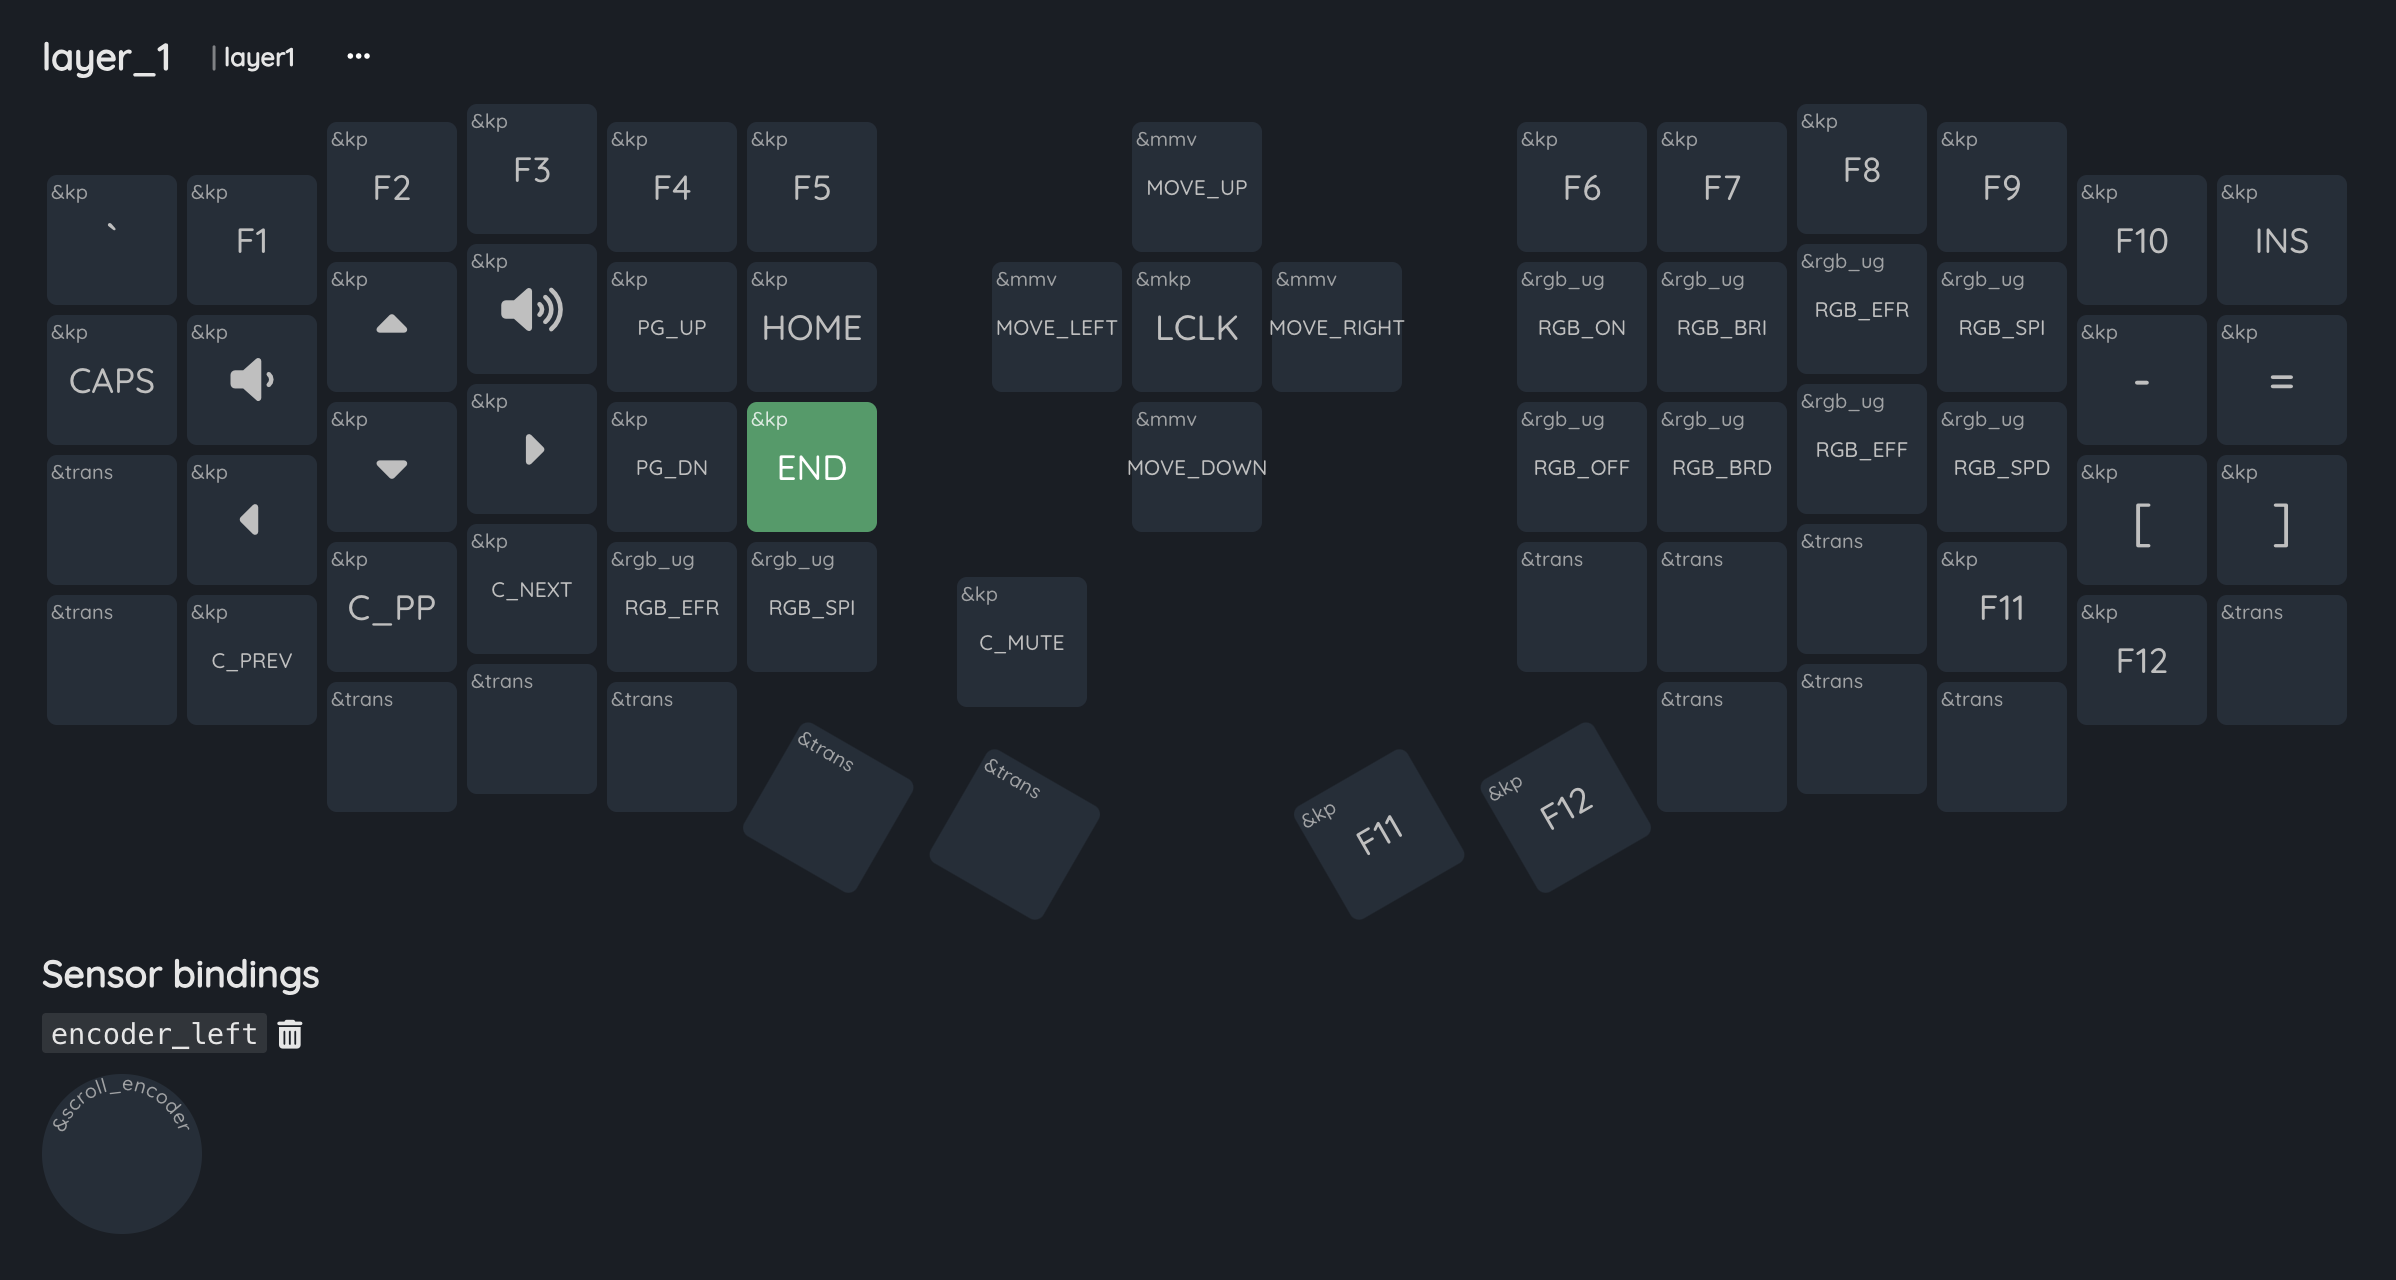 layer_1 | layer1 ...
&kp ` &kp F1 &kp F2 &kp F3 &kp F4 &kp F5 &mmv MOVE_UP &kp F6 &kp F7 &kp F8 &kp F9 &kp F10 &kp INS
&kp CAPS &kp &kp &kp &kp PG_UP &kp HOME &mmv MOVE_LEFT &mkp LCLK &mmv MOVE_RIGHT &rgb_ug RGB_ON &rgb_ug RGB_BRI &rgb_ug RGB_EFR &rgb_ug RGB_SPI &kp - &kp =
&trans &kp &kp &kp &kp PG_DN &kp END &mmv MOVE_DOWN &rgb_ug RGB_OFF &rgb_ug RGB_BRD &rgb_ug RGB_EFF &rgb_ug RGB_SPD &kp [ &kp ]
&trans &kp C_PREV &kp C_PP &kp C_NEXT &rgb_ug RGB_EFR &rgb_ug RGB_SPI &kp C_MUTE &trans &trans &trans &kp F11 &kp F12 &trans
&trans &trans &trans &trans &trans &kp F11 &kp F12 &trans &trans &trans
Sensor bindings
encoder_left
&scroll_encoder